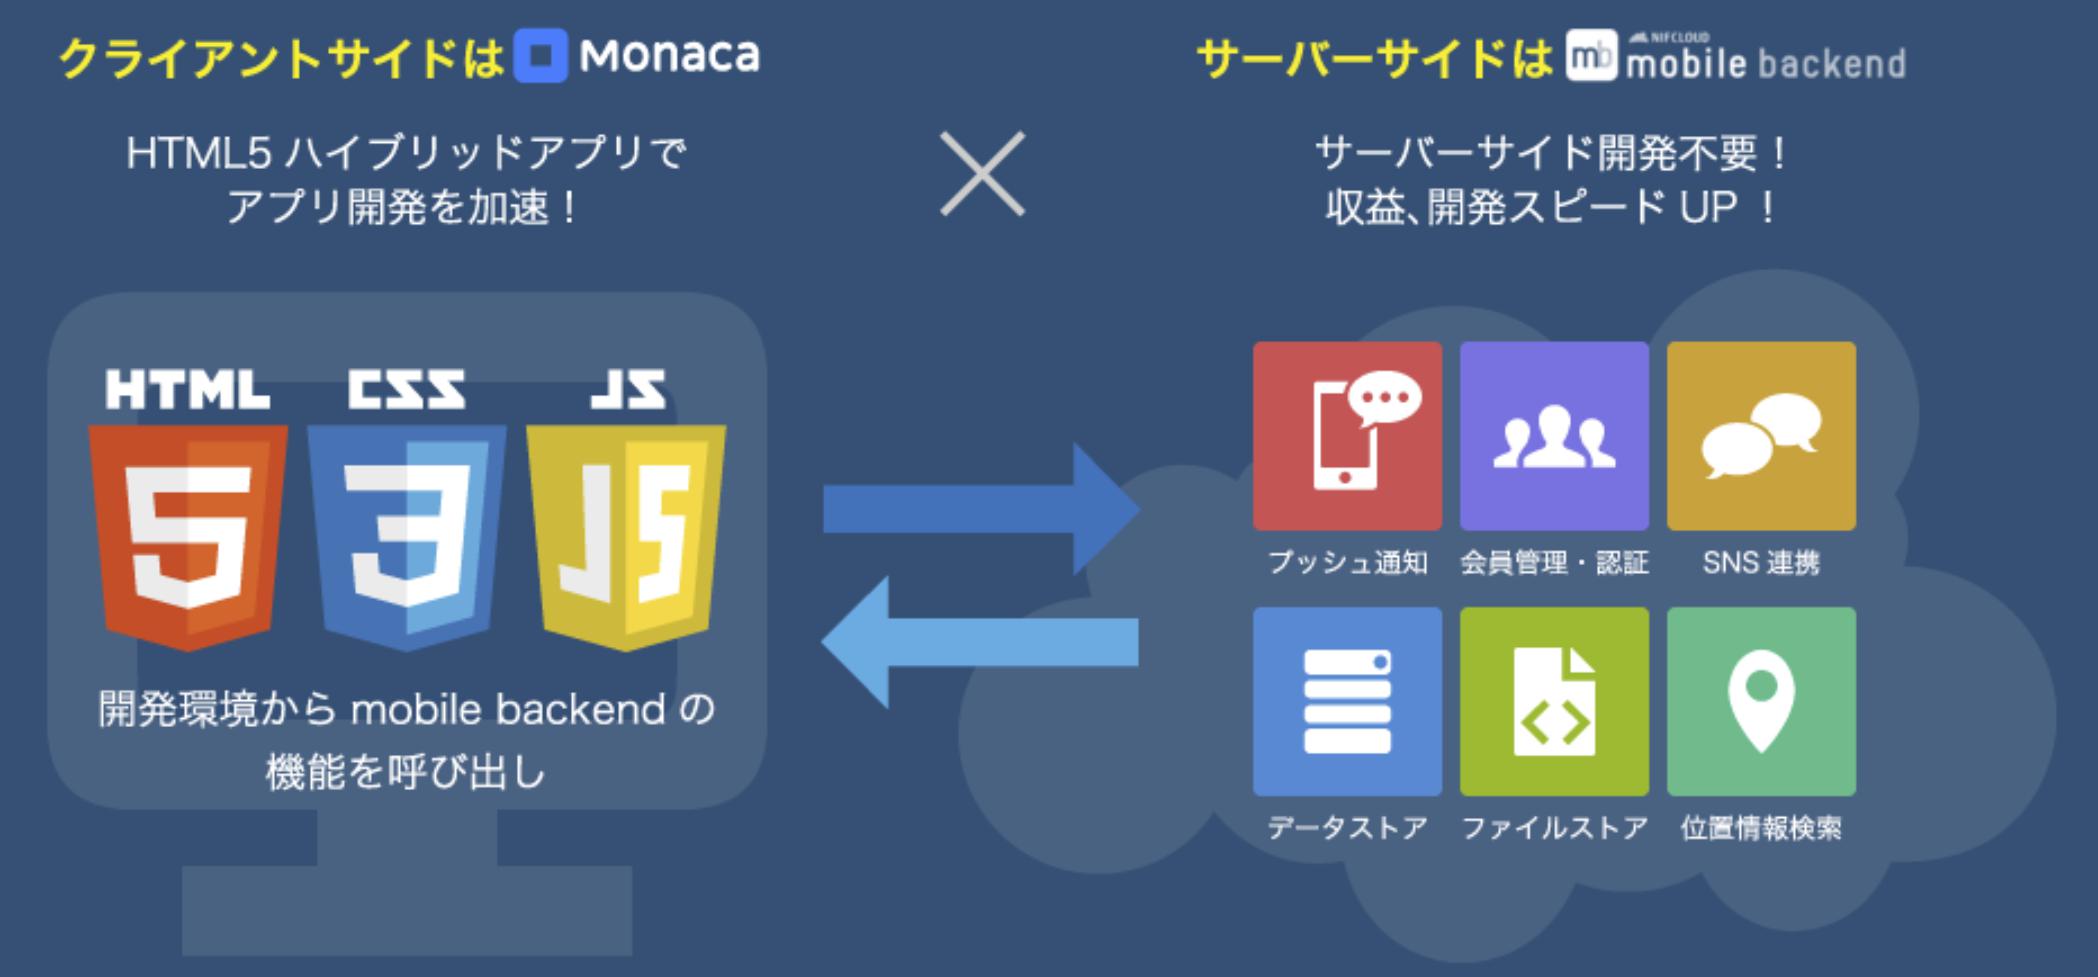 クライアントサイドは Monaca
HTML5 ハイブリッドアプリで
アプリ開発を加速！
HTML CSS JS
5 3 JS
開発環境から mobile backend の
機能を呼び出し
サーバーサイドは mb NIFCLOUD mobile backend
サーバーサイド開発不要！
収益、開発スピード UP ！
プッシュ通知 会員管理・認証 SNS 連携
データストア ファイルストア 位置情報検索